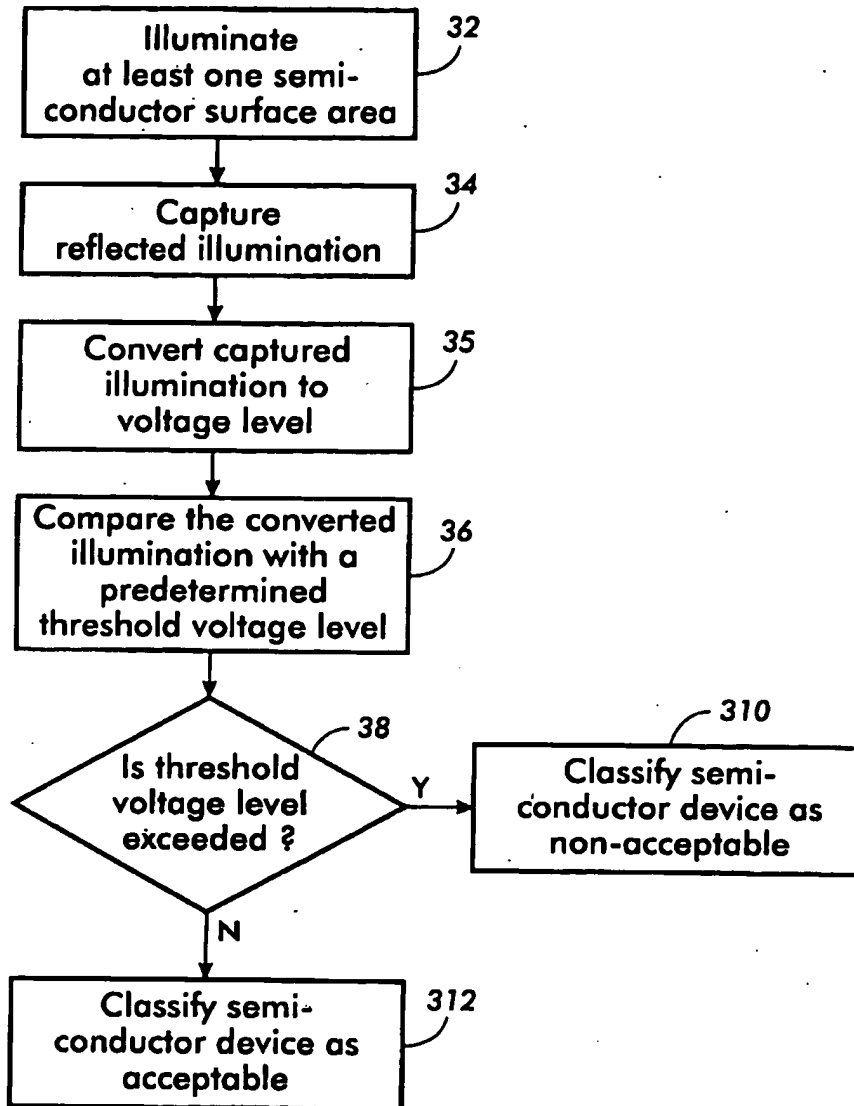 Illuminate
at least one semi-
conductor surface area
32
Capture
reflected illumination
34
Convert captured
illumination to
voltage level
35
Compare the converted
illumination with a
predetermined
threshold voltage level
36
Is threshold
voltage level
exceeded ?
38
Y
310
Classify semi-
conductor device as
non-acceptable
N
Classify semi-
conductor device as
acceptable
312